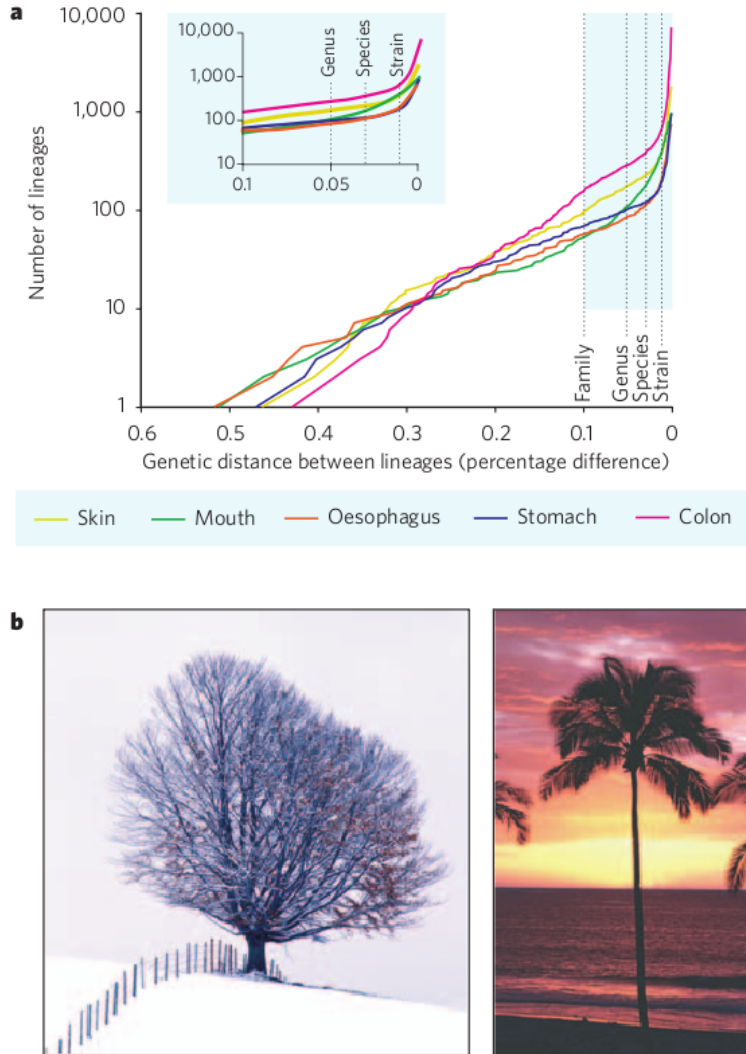 a
10,000
1,000
100
10
1
Number of lineages
10,000
1,000
100
10
Genus
Species
Strain
0.1
0.05
0
Family
Genus
Species
Strain
0.6
0.5
0.4
0.3
0.2
0.1
0
Genetic distance between lineages (percentage difference)
Skin
Mouth
Oesophagus
Stomach
Colon
b